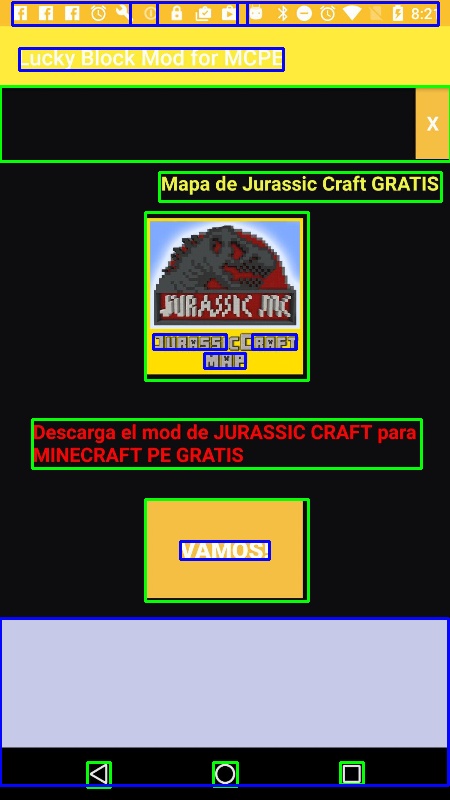 8:2
Lucky Block Mod for MCPE
X
Mapa de Jurassic Craft GRATIS
JURASSIC MC
JURASSIC CRAFT
MAP
Descarga el mod de JURASSIC CRAFT para
MINECRAFT PE GRATIS
VAMOS!